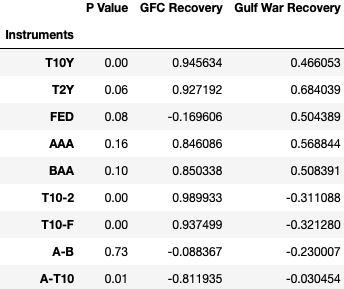 P Value GFC Recovery Gulf War Recovery
Instruments
T10Y 0.00 0.945634 0.466053
T2Y 0.06 0.927192 0.684039
FED 0.08 -0.169606 0.504389
AAA 0.16 0.846086 0.568844
BAA 0.10 0.850338 0.508391
T10-2 0.00 0.989933 -0.311088
T10-F 0.00 0.937499 -0.321280
A-B 0.73 -0.088367 -0.230007
A-T10 0.01 -0.811935 -0.030454